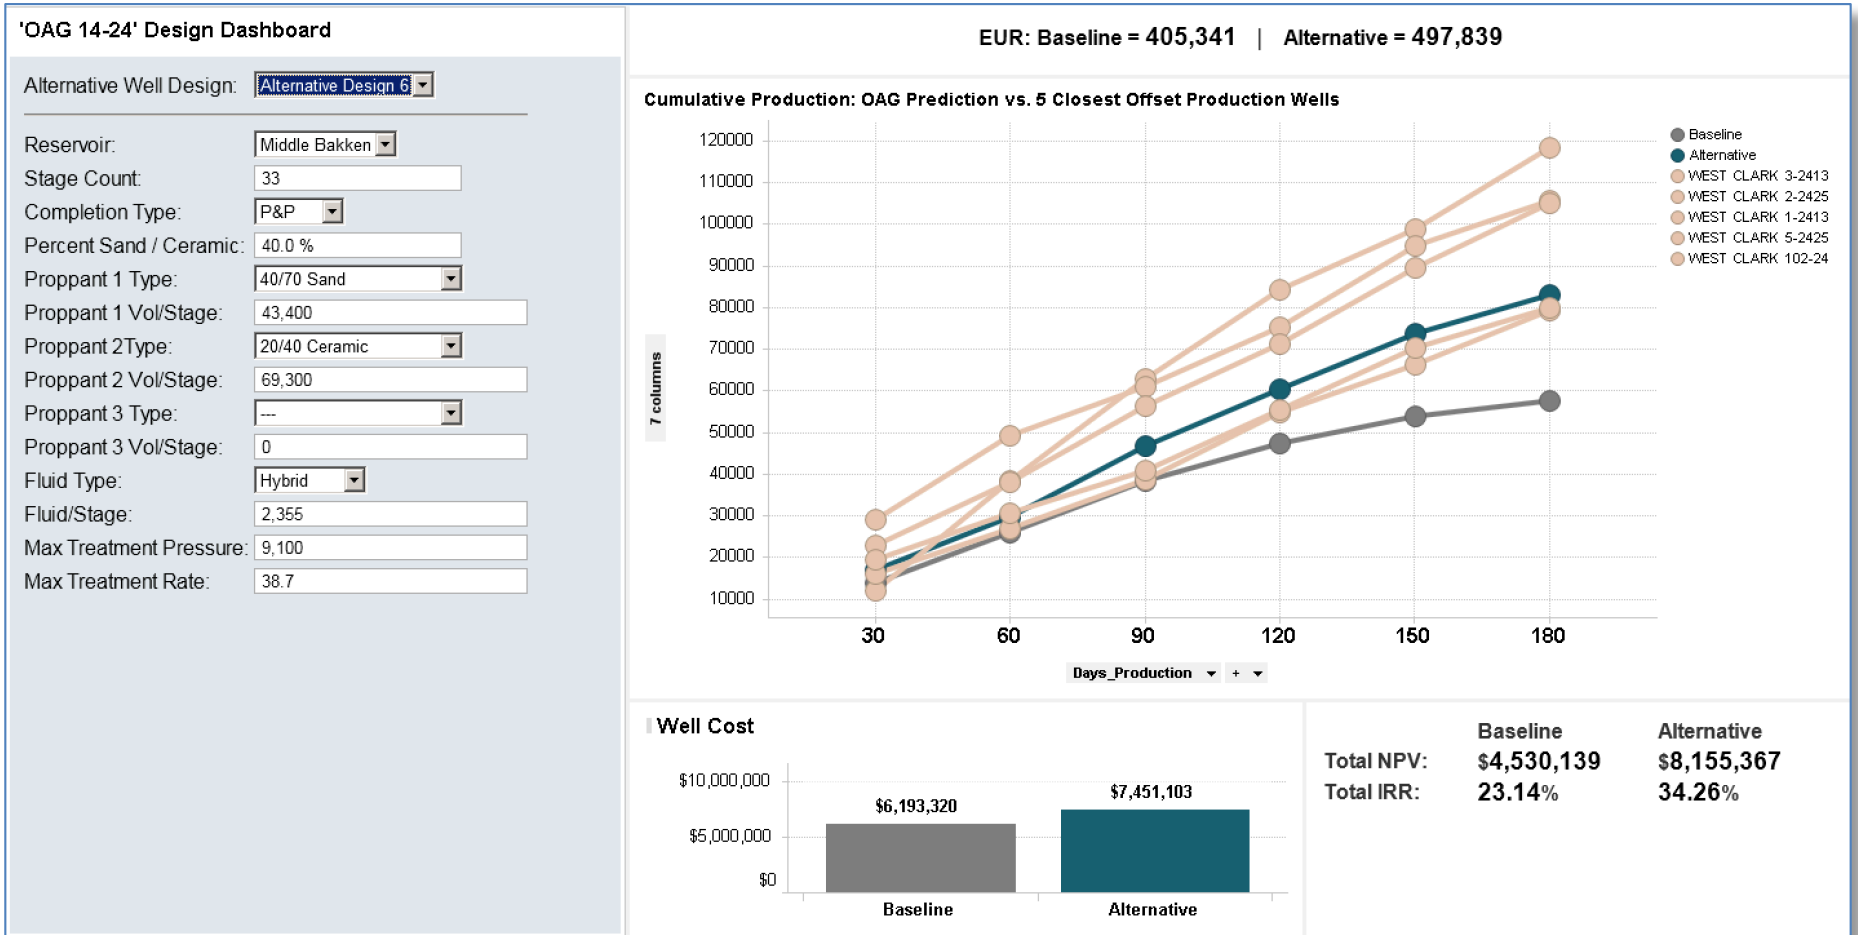 'OAG 14-24' Design Dashboard
Alternative Well Design: Alternative Design 6
Reservoir: Middle Bakken
Stage Count: 33
Completion Type: P&P
Percent Sand / Ceramic: 40.0 %
Proppant 1 Type: 40/70 Sand
Proppant 1 Vol/Stage: 43,400
Proppant 2Type: 20/40 Ceramic
Proppant 2 Vol/Stage: 69,300
Proppant 3 Type: ---
Proppant 3 Vol/Stage: 0
Fluid Type: Hybrid
Fluid/Stage: 2,355
Max Treatment Pressure: 9,100
Max Treatment Rate: 38.7
EUR: Baseline = 405,341 | Alternative = 497,839
Cumulative Production: OAG Prediction vs. 5 Closest Offset Production Wells
7 columns
120000
110000
100000
90000
80000
70000
60000
50000
40000
30000
20000
10000
30 60 90 120 150 180
Days_Production +
Baseline
Alternative
WEST CLARK 3-2413
WEST CLARK 2-2425
WEST CLARK 1-2413
WEST CLARK 5-2425
WEST CLARK 102-24
Well Cost
$10,000,000
$5,000,000
$0
$6,193,320
$7,451,103
Baseline Alternative
Baseline Alternative
Total NPV: $4,530,139 $8,155,367
Total IRR: 23.14% 34.26%